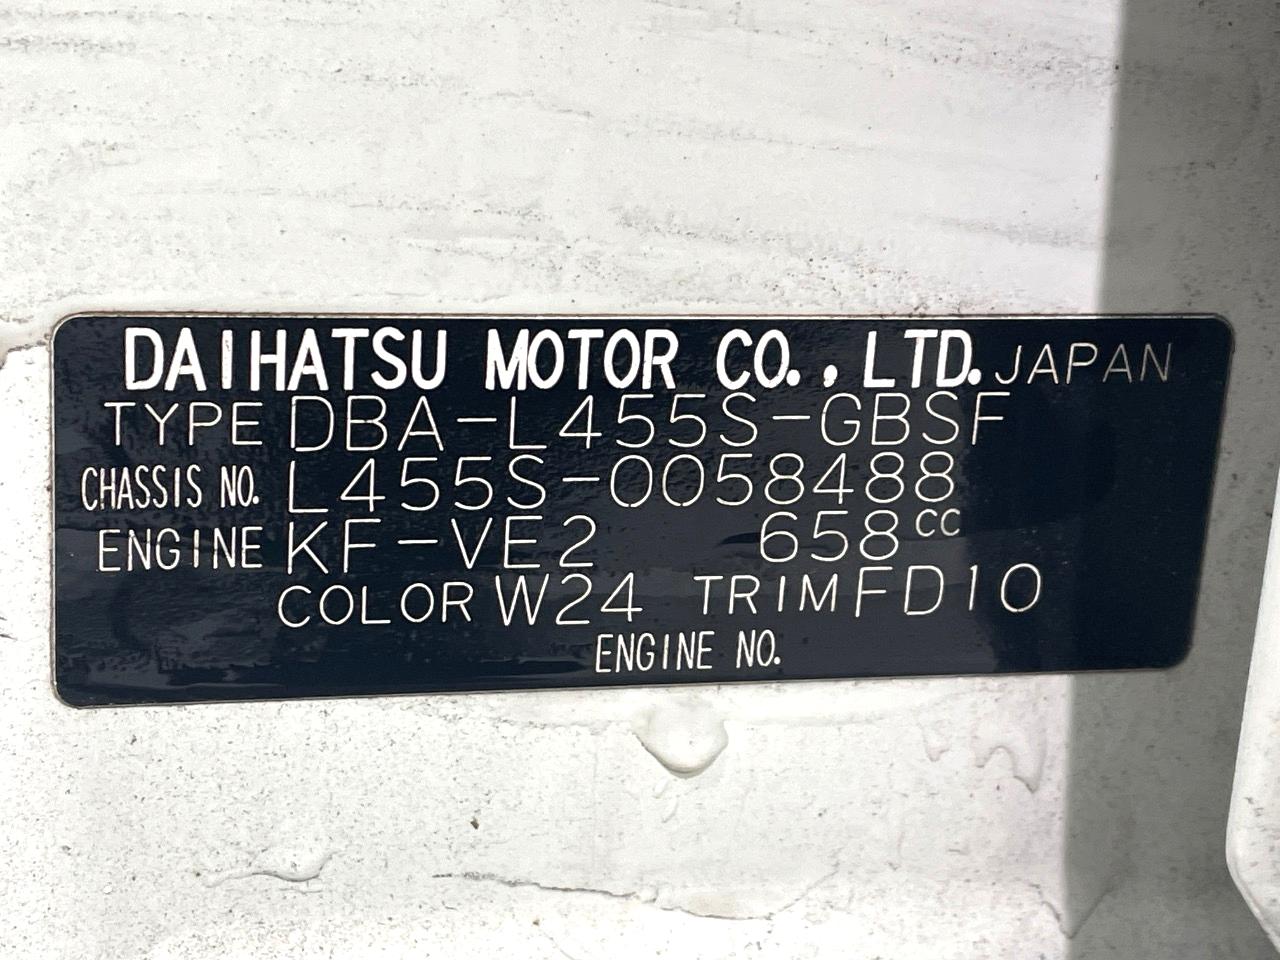 DAIHATSU MOTOR CO., LTD. JAPAN
TYPE DBA-L455S-GBSF
CHASSIS NO. L455S-0058488
ENGINE KF-VE2 658CC
COLOR W24 TRIM FD10
ENGINE NO.